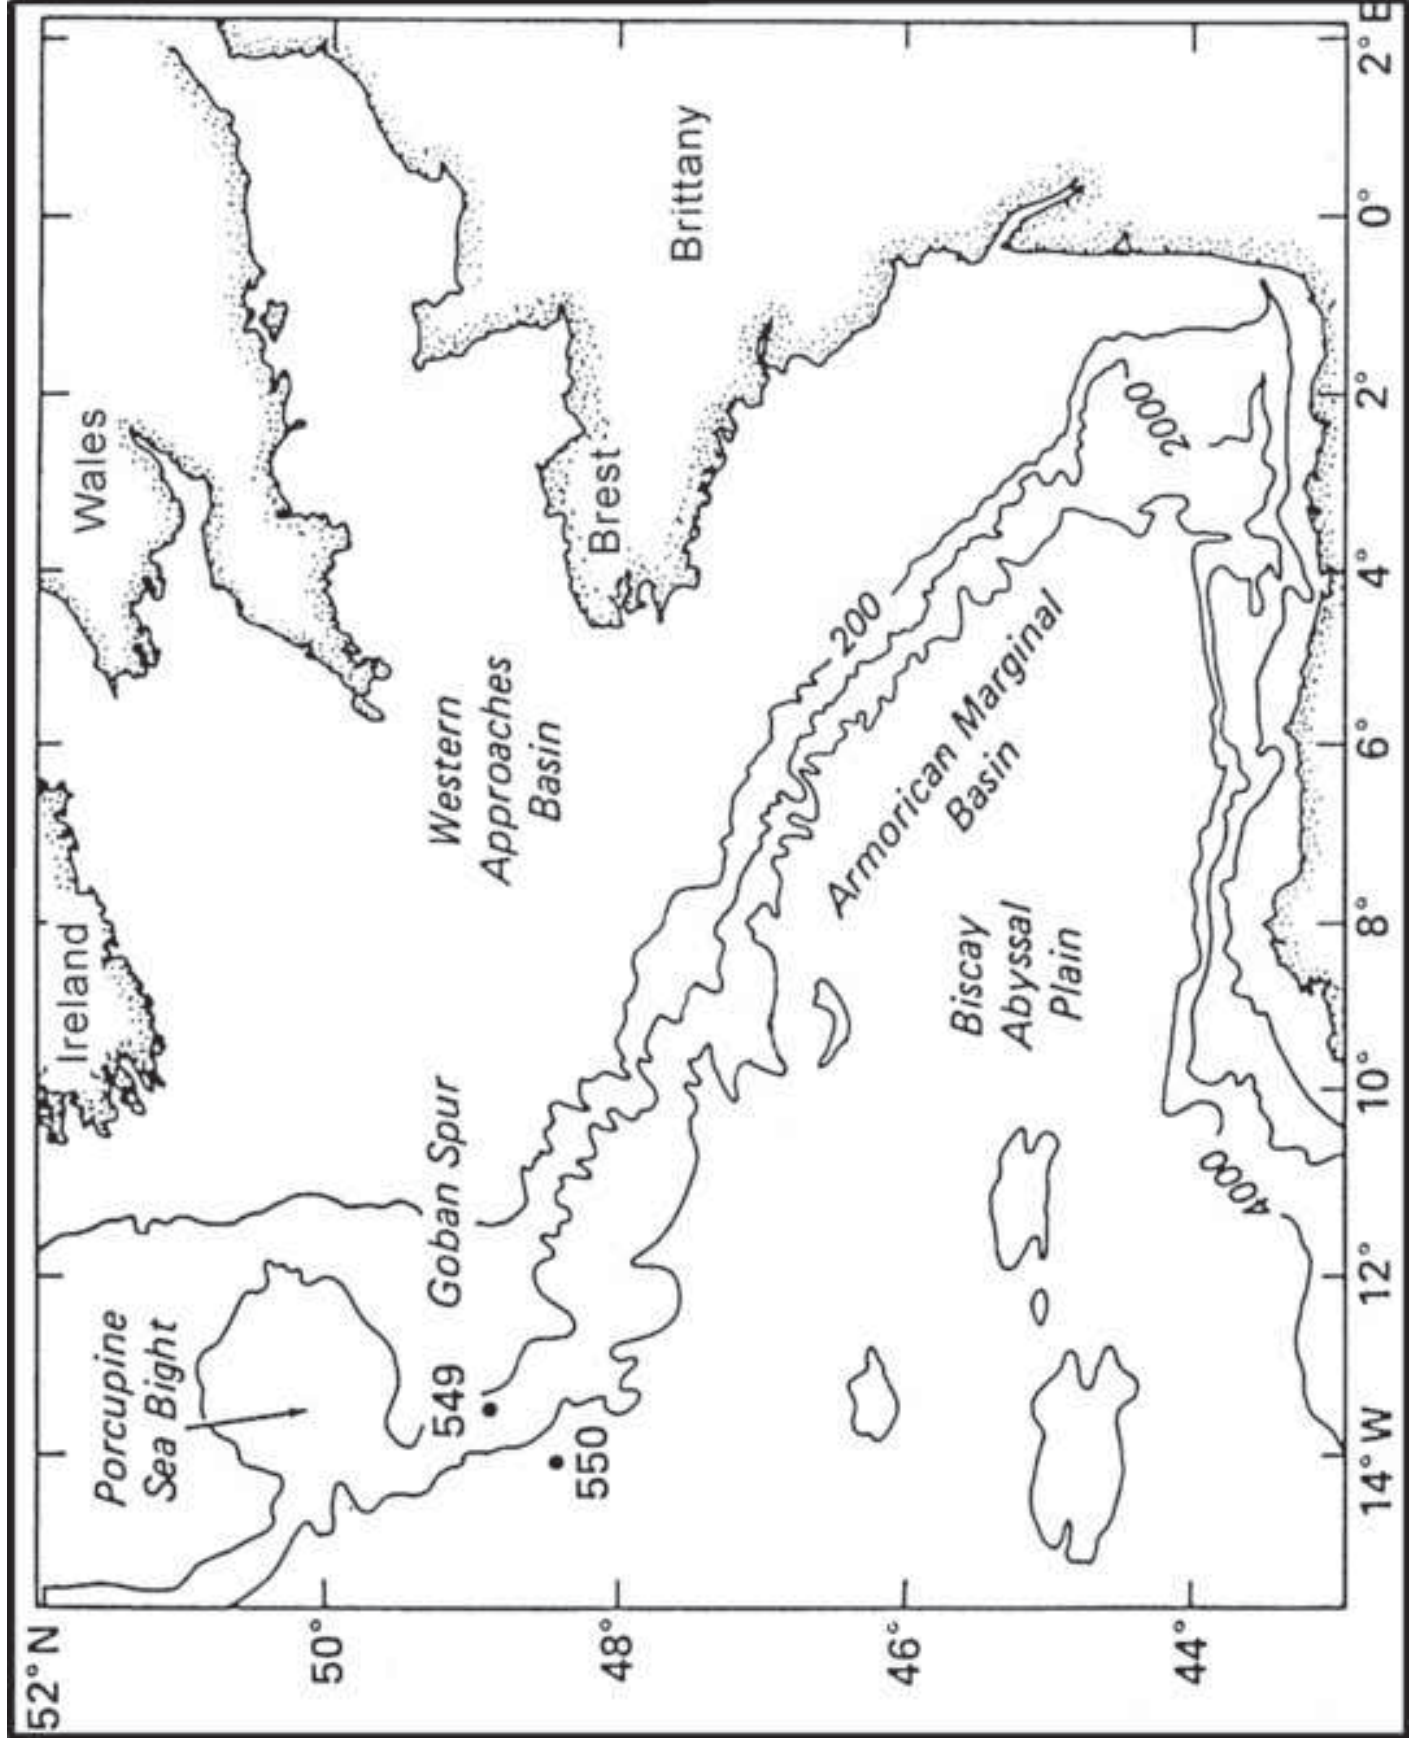 52° N
50°
48°
46°
44°
14° W
12°
10°
8°
6°
4°
2°
0°
2° E
Ireland
Wales
Brest
Brittany
Porcupine
Sea Bight
Goban Spur
549
550
Western
Approaches
Basin
200
Armorican Marginal
Basin
Biscay
Abyssal
Plain
2000
4000